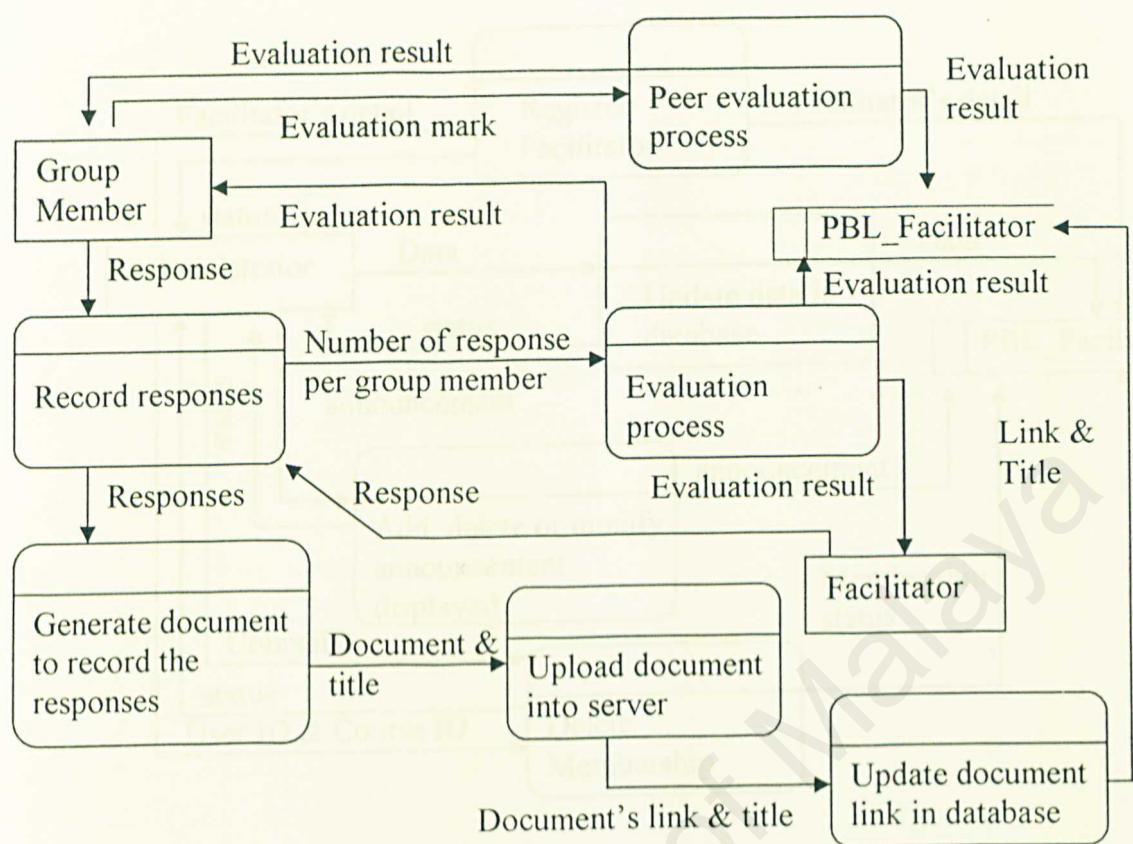 Evaluation result
Evaluation mark
Peer evaluation
process
Evaluation
result
Group
Member
Evaluation result
PBL_Facilitator
Response
Evaluation result
Record responses
Number of response
per group member
Evaluation
process
Link &
Title
Responses
Response
Evaluation result
Facilitator
Generate document
to record the
responses
Document &
title
Upload document
into server
Document's link & title
Update document
link in database
of Malaya